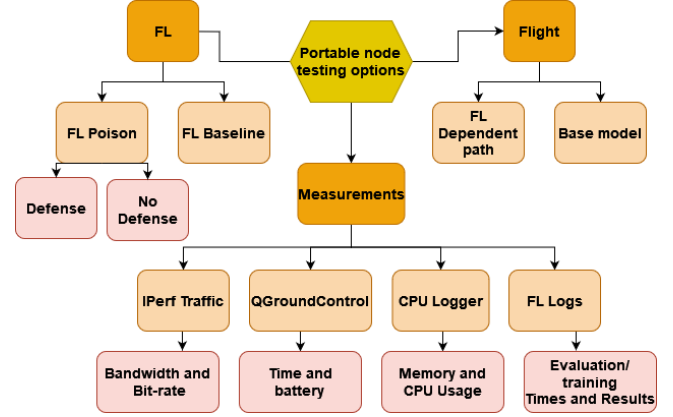 FL
Portable node
testing options
Flight
FL Poison
FL Baseline
FL
Dependent
path
Base model
Defense
No
Defense
Measurements
IPerf Traffic
QGroundControl
CPU Logger
FL Logs
Bandwidth and
Bit-rate
Time and
battery
Memory and
CPU Usage
Evaluation/
training
Times and Results